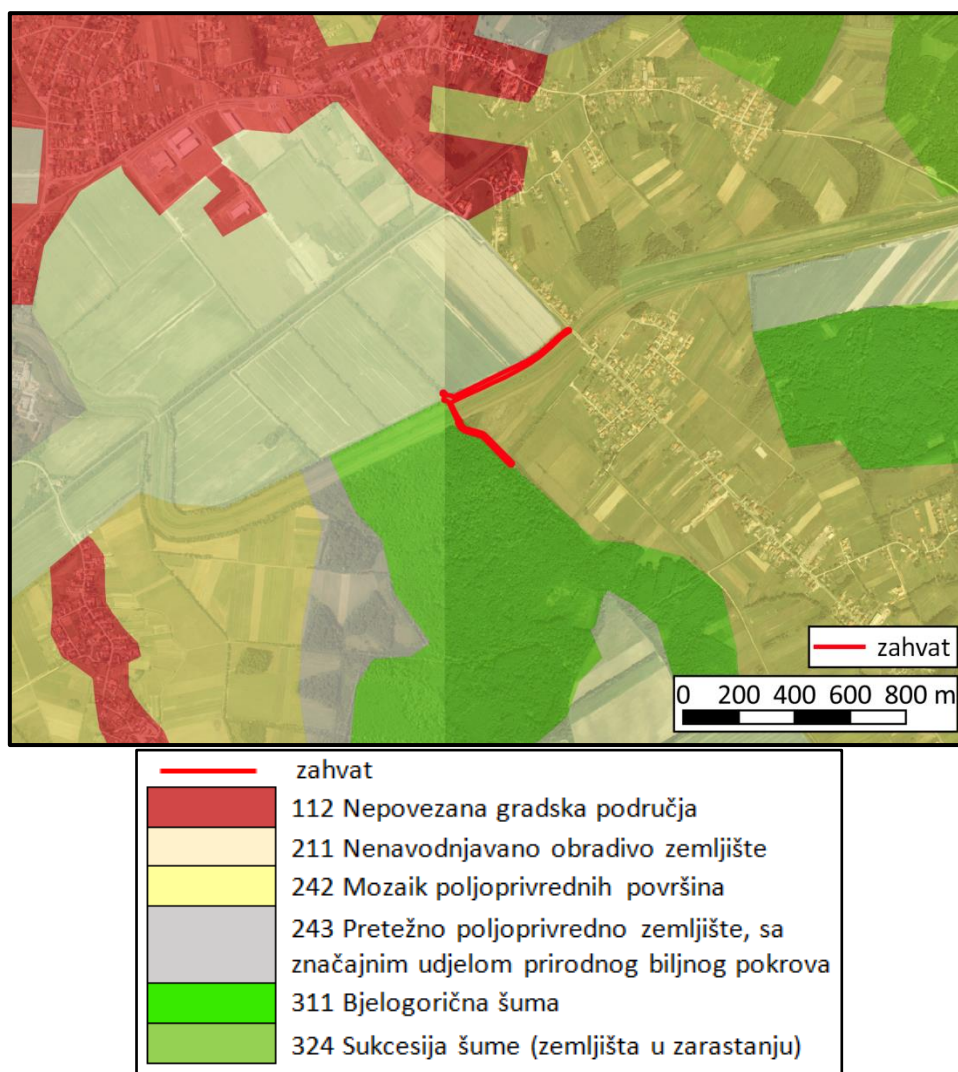 zahvat
0 200 400 600 800 m
zahvat
112 Nepovezana gradska područja
211 Nenavodnjavano obradivo zemljište
242 Mozaik poljoprivrednih površina
243 Pretežno poljoprivredno zemljište, sa
značajnim udjelom prirodnog biljnog pokrova
311 Bjelogorična šuma
324 Sukcesija šume (zemljišta u zarastanju)